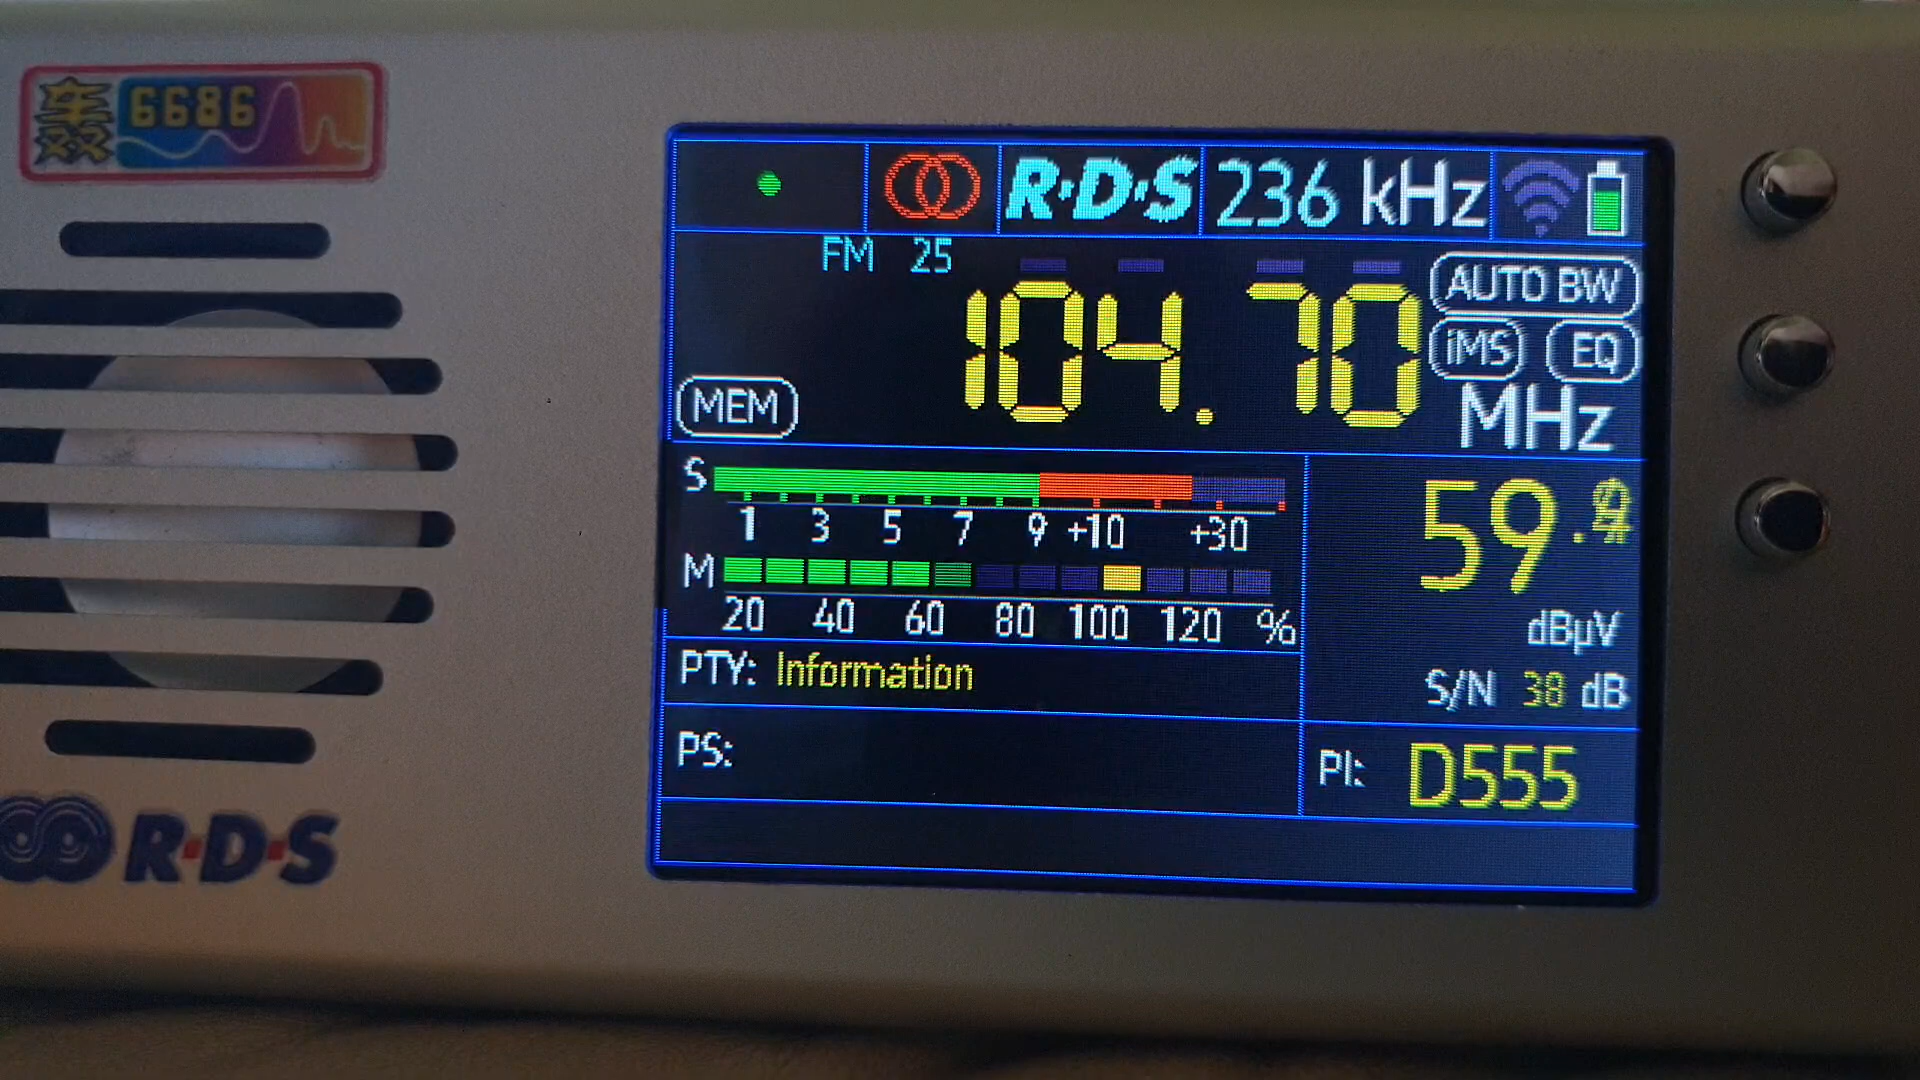 6686
R·D·S 236 kHz
FM 25
104.70 MHz
AUTO BW
iMS EQ
MEM
S
1 3 5 7 9 +10 +30
M
20 40 60 80 100 120 %
59.
dBµV
S/N 38 dB
PTY: Information
PS:
PI: D555
R·D·S